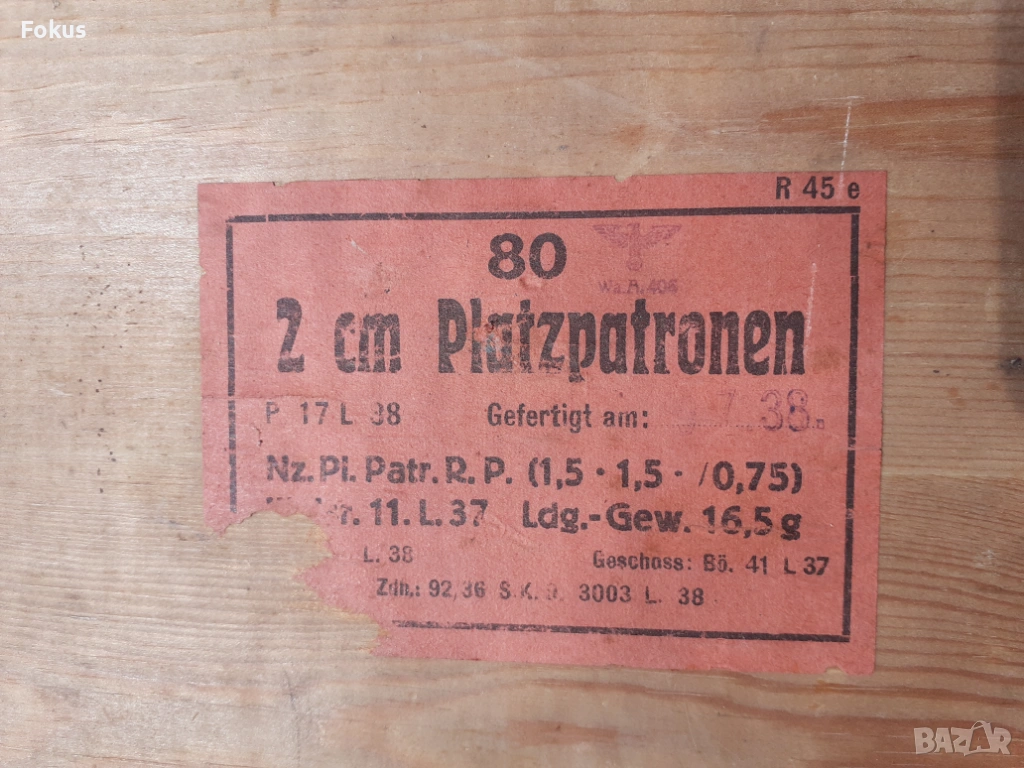 Fokus
R 45 e
80
Wa.A.406
2 cm Platzpatronen
P 17 L 38 Gefertigt am: 7. 38.
Nz. Pl. Patr. R. P. (1,5 · 1,5 · /0,75)
11. L. 37 Ldg.-Gew. 16,5 g
L. 38 Geschoss: Bö. 41 L 37
Zdh.: 92,36 S.K.D. 3003 L. 38
BAZAR